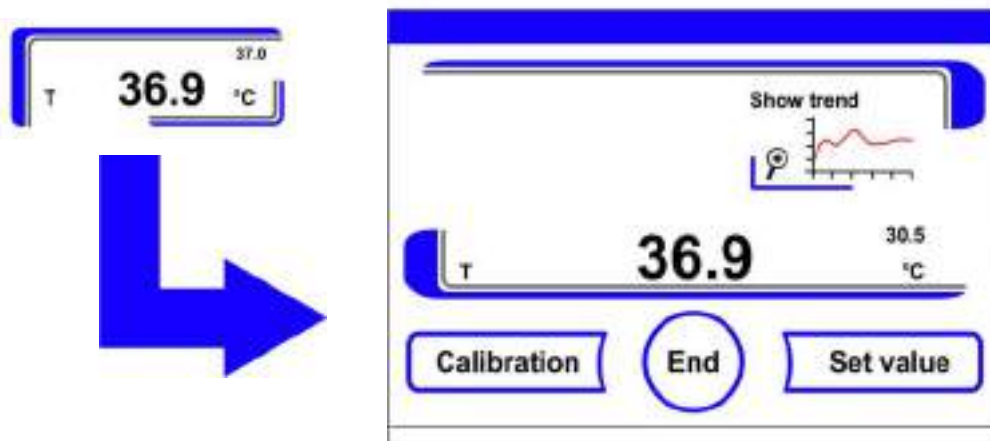 37.0
T 36.9 °C
Show trend
30.5
T 36.9 °C
Calibration End Set value